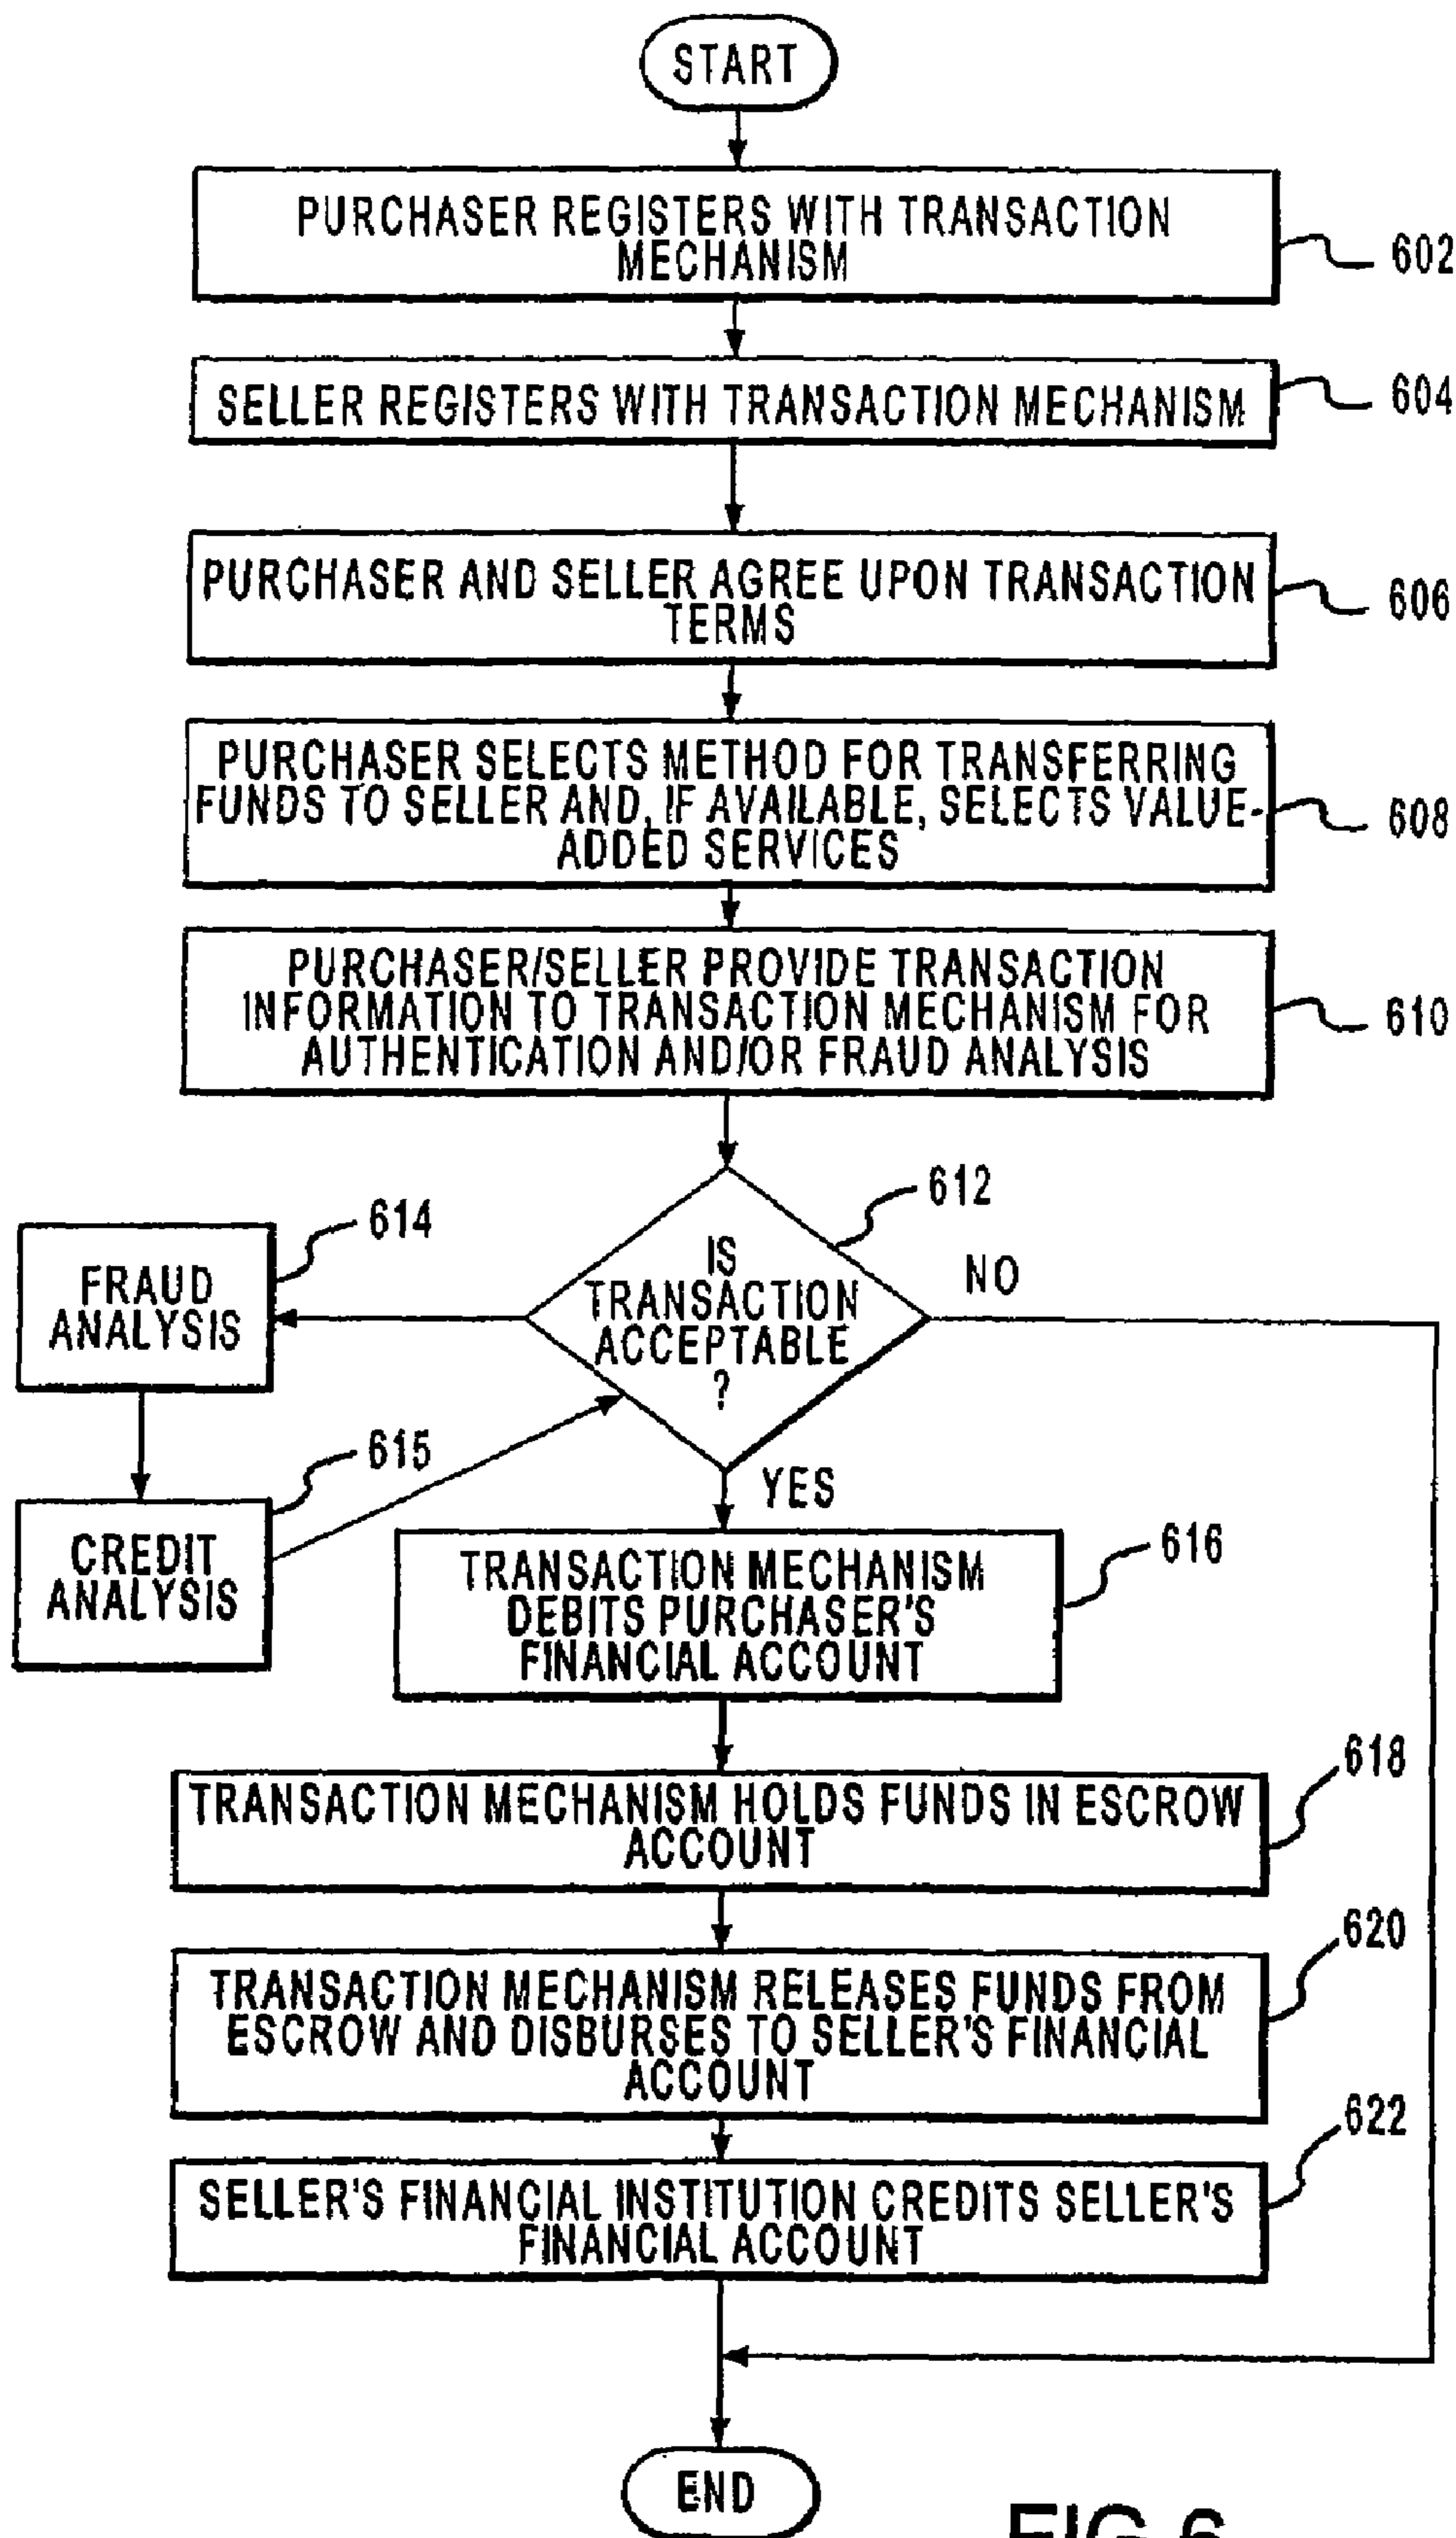 START
PURCHASER REGISTERS WITH TRANSACTION
MECHANISM
602
SELLER REGISTERS WITH TRANSACTION MECHANISM
604
PURCHASER AND SELLER AGREE UPON TRANSACTION
TERMS
606
PURCHASER SELECTS METHOD FOR TRANSFERRING
FUNDS TO SELLER AND, IF AVAILABLE, SELECTS VALUE-
ADDED SERVICES
608
PURCHASER/SELLER PROVIDE TRANSACTION
INFORMATION TO TRANSACTION MECHANISM FOR
AUTHENTICATION AND/OR FRAUD ANALYSIS
610
612
IS
TRANSACTION
ACCEPTABLE
?
NO
614
FRAUD
ANALYSIS
615
CREDIT
ANALYSIS
YES
TRANSACTION MECHANISM
DEBITS PURCHASER'S
FINANCIAL ACCOUNT
616
TRANSACTION MECHANISM HOLDS FUNDS IN ESCROW
ACCOUNT
618
TRANSACTION MECHANISM RELEASES FUNDS FROM
ESCROW AND DISBURSES TO SELLER'S FINANCIAL
ACCOUNT
620
SELLER'S FINANCIAL INSTITUTION CREDITS SELLER'S
FINANCIAL ACCOUNT
622
END
FIG. 6